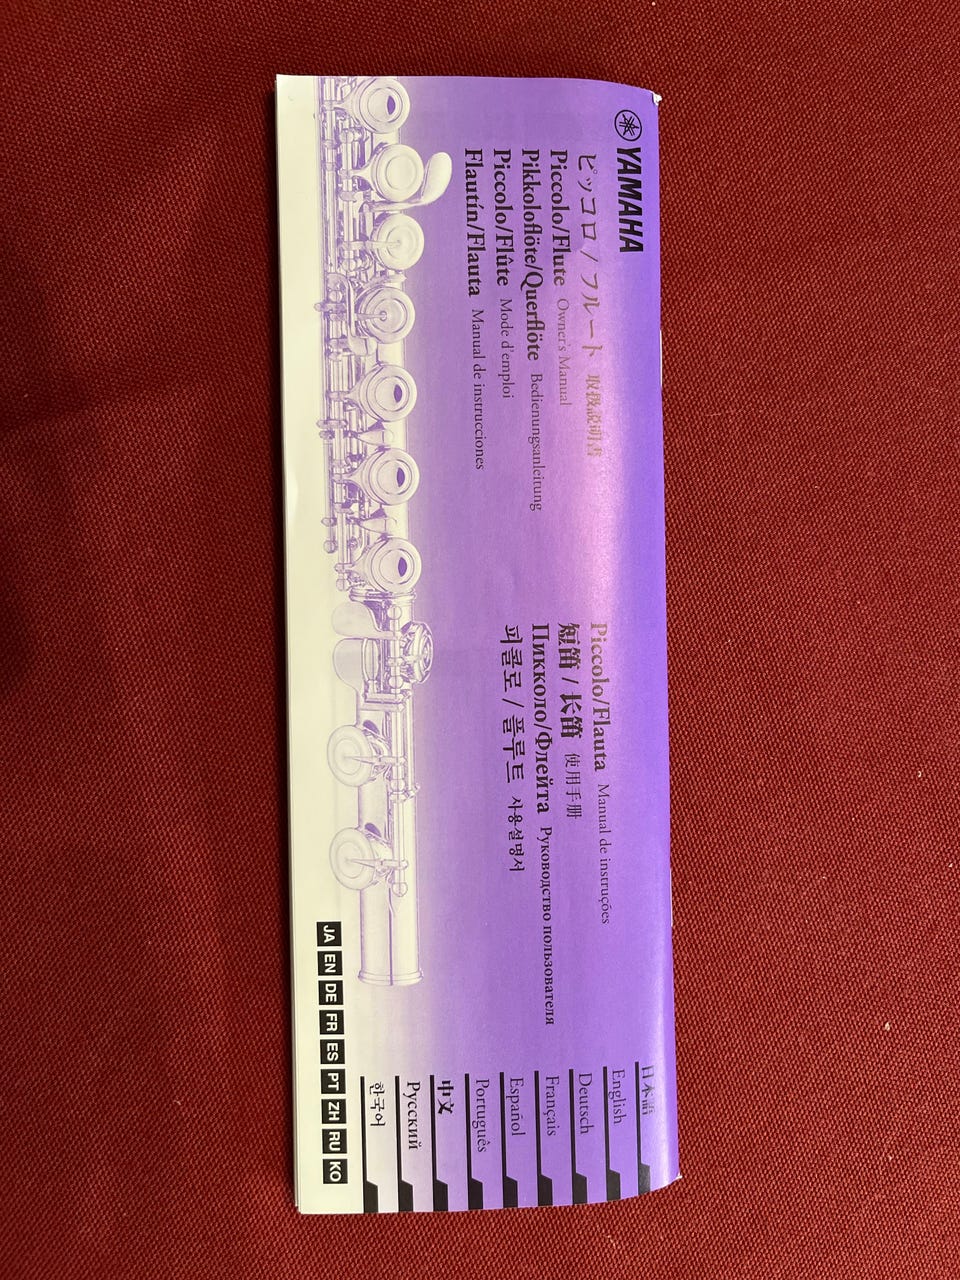 YAMAHA
ピッコロ / フルート 取扱説明書
Piccolo/Flute Owner's Manual
Pikkoloflöte/Querflöte Bedienungsanleitung
Piccolo/Flûte Mode d'emploi
Flautín/Flauta Manual de instrucciones
Piccolo/Flauta Manual de instruções
短笛 / 长笛 使用手册
Пикколо/Флейта Руководство пользователя
피콜로 / 플루트 사용설명서
日本語
English
Deutsch
Français
Español
Português
中文
Русский
한국어
JA EN DE FR ES PT ZH RU KO